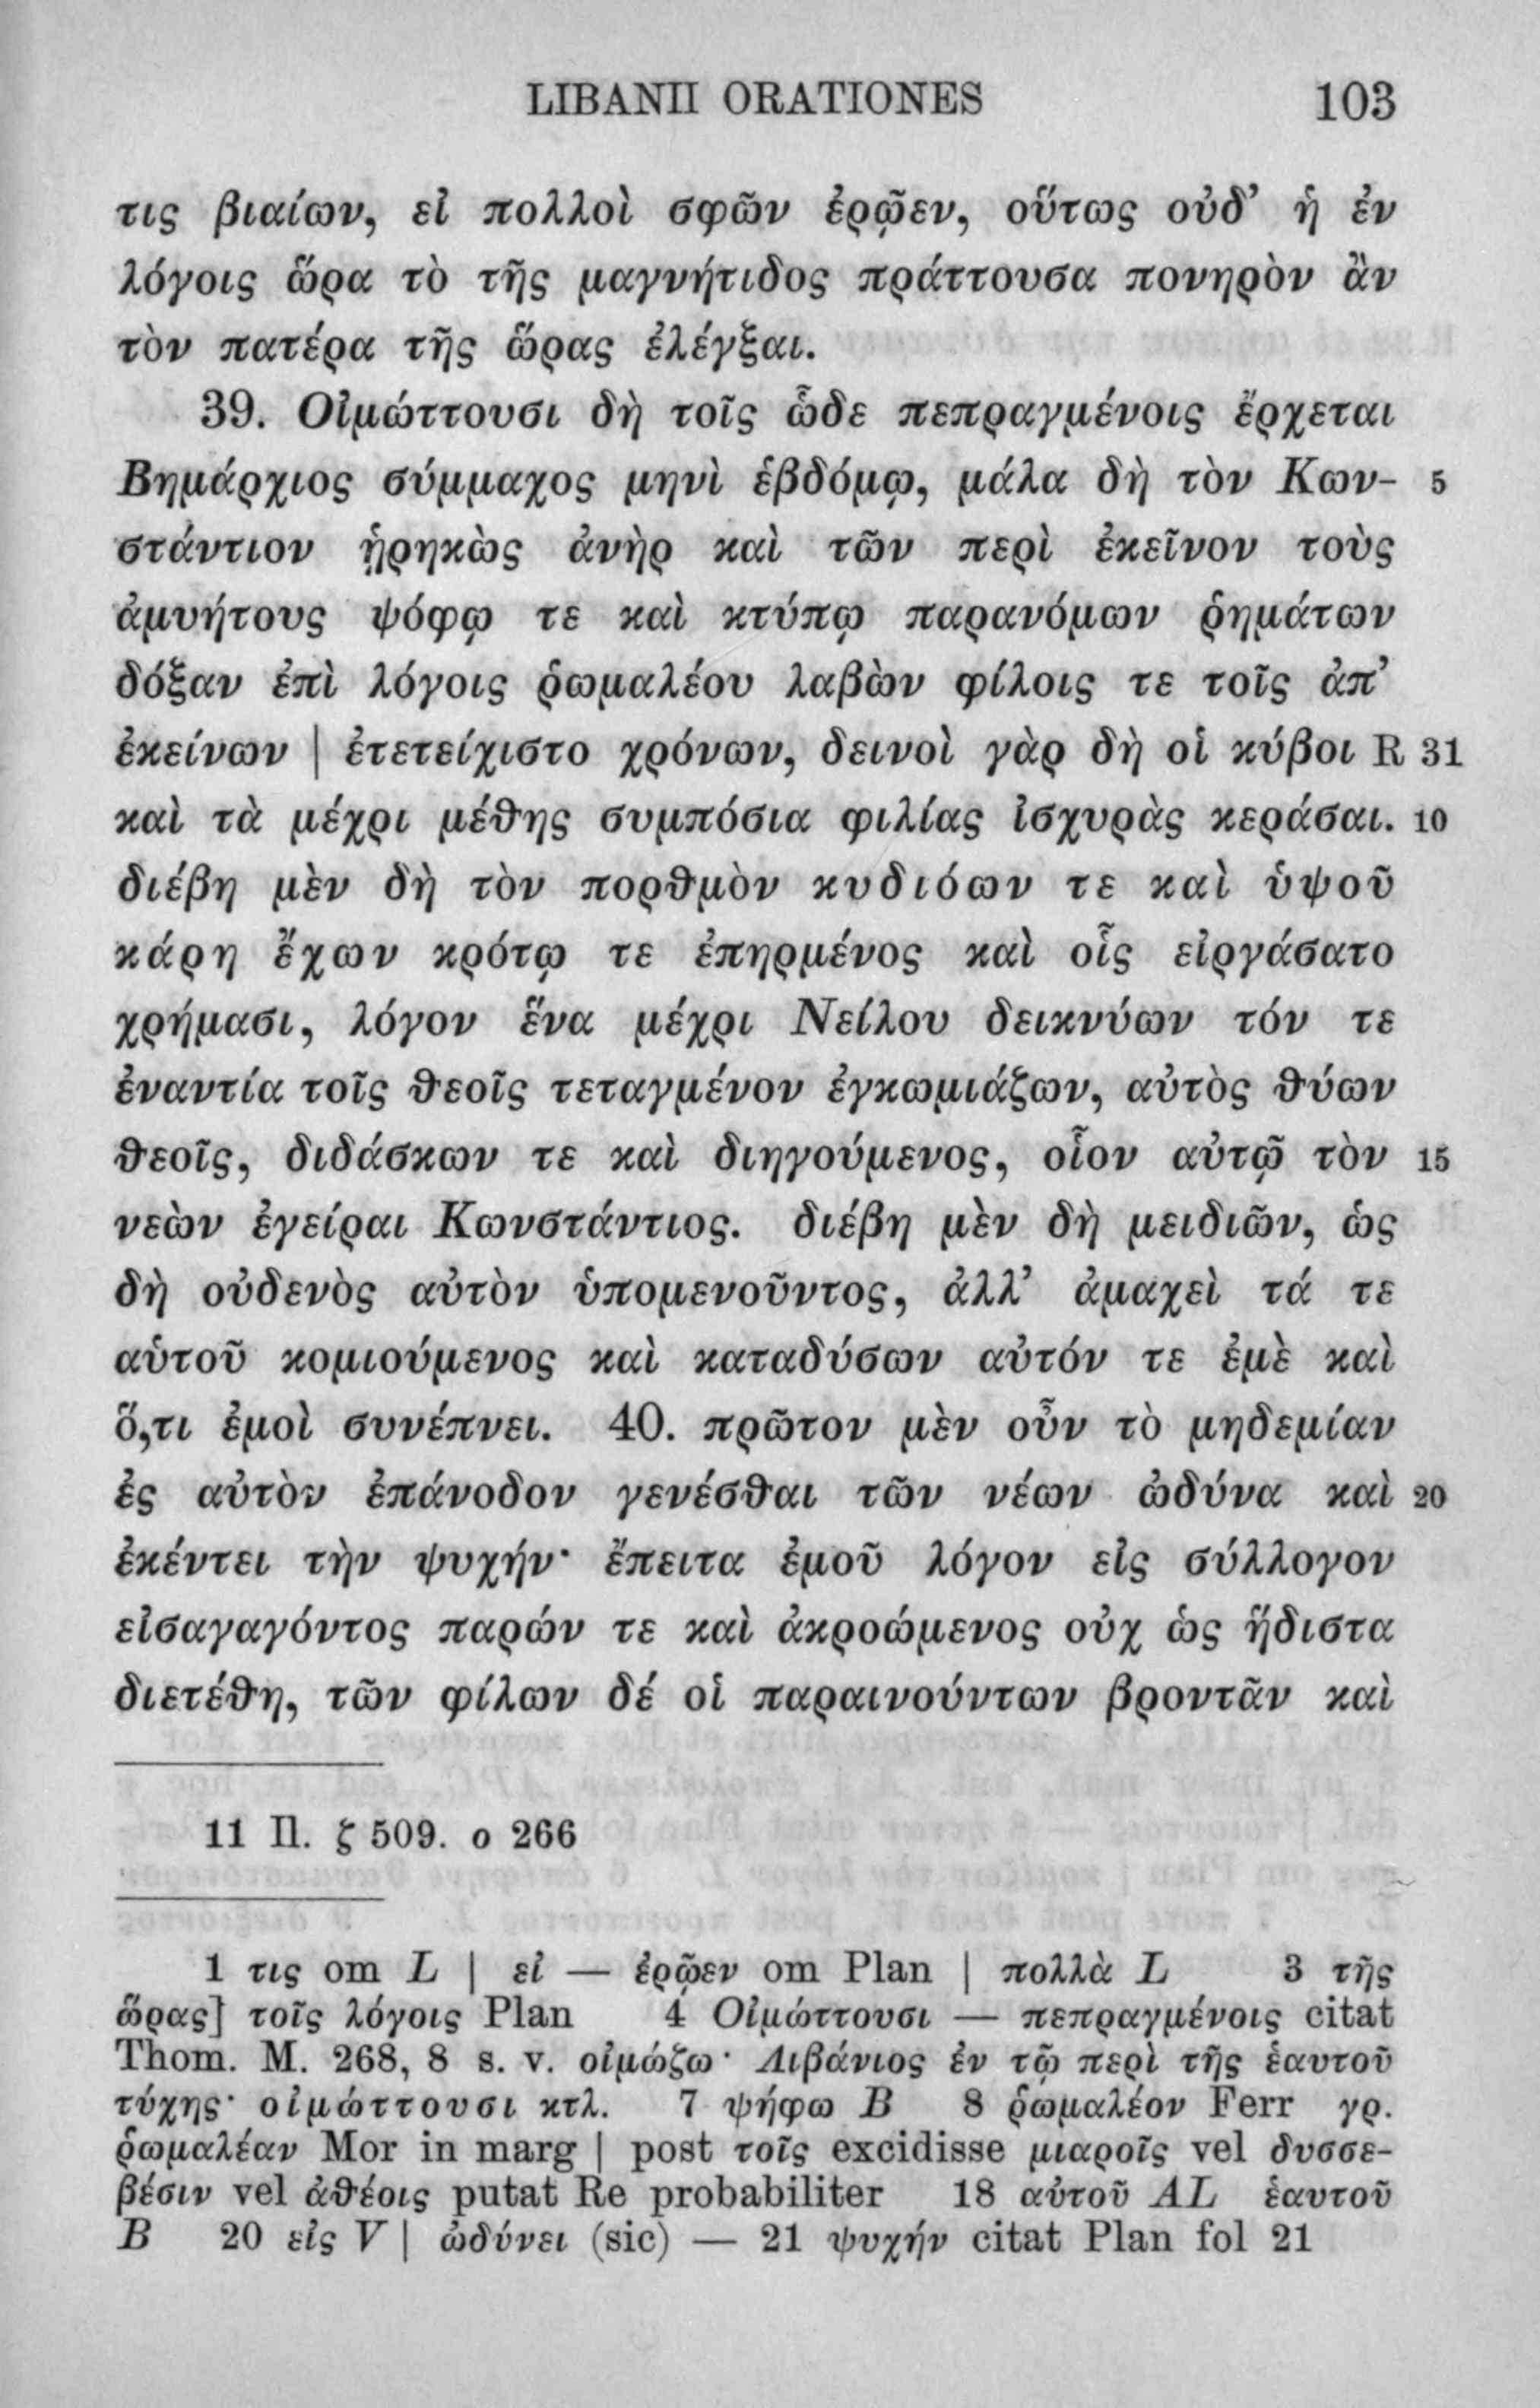 LIBANII ORATIONES 103
τις βιαίων, εἰ πολλοὶ σφῶν ἐρῷεν, οὕτως οὐδ’ ἡ ἐν
λόγοις ὥρα τὸ τῆς μαγνήτιδος πράττουσα πονηρὸν ἂν
τὸν πατέρα τῆς ὥρας ἐλέγξαι.
39. Οἰμώττουσι δὴ τοῖς ὧδε πεπραγμένοις ἔρχεται
Βημάρχιος σύμμαχος μηνὶ ἑβδόμῳ, μάλα δὴ τὸν Κων- 5
στάντιον ᾑρηκὼς ἀνὴρ καὶ τῶν περὶ ἐκεῖνον τοὺς
ἀμυήτους ψόφῳ τε καὶ κτύπῳ παρανόμων ῥημάτων
δόξαν ἐπὶ λόγοις ῥωμαλέου λαβὼν φίλοις τε τοῖς ἀπ’
ἐκείνων | ἐτετείχιστο χρόνων, δεινοὶ γὰρ δὴ οἱ κύβοι R 31
καὶ τὰ μέχρι μέθης συμπόσια φιλίας ἰσχυρὰς κεράσαι. 10
διέβη μὲν δὴ τὸν πορθμὸν κυδιόων τε καὶ ὑψοῦ
κάρη ἔχων κρότῳ τε ἐπηρμένος καὶ οἷς εἰργάσατο
χρήμασι, λόγον ἕνα μέχρι Νείλου δεικνύων τόν τε
ἐναντία τοῖς θεοῖς τεταγμένον ἐγκωμιάζων, αὐτὸς θύων
θεοῖς, διδάσκων τε καὶ διηγούμενος, οἷον αὐτῷ τὸν 15
νεὼν ἐγείραι Κωνστάντιος. διέβη μὲν δὴ μειδιῶν, ὡς
δὴ οὐδενὸς αὐτὸν ὑπομενοῦντος, ἀλλ’ ἀμαχεὶ τά τε
αὑτοῦ κομιούμενος καὶ καταδύσων αὐτόν τε ἐμὲ καὶ
ὅ,τι ἐμοὶ συνέπνει. 40. πρῶτον μὲν οὖν τὸ μηδεμίαν
ἐς αὐτὸν ἐπάνοδον γενέσθαι τῶν νέων ὠδύνα καὶ 20
ἐκέντει τὴν ψυχήν· ἔπειτα ἐμοῦ λόγον εἰς σύλλογον
εἰσαγαγόντος παρών τε καὶ ἀκροώμενος οὐχ ὡς ἥδιστα
διετέθη, τῶν φίλων δέ οἱ παραινούντων βροντᾶν καὶ
11 Il. ζ 509. ο 266
1 τις om L | εἰ — ἐρῷεν om Plan | πολλὰ L 3 τῆς
ὥρας] τοῖς λόγοις Plan 4 Οἰμώττουσι — πεπραγμένοις citat
Thom. M. 268, 8 s. v. οἰμώζω· Λιβάνιος ἐν τῷ περὶ τῆς ἑαυτοῦ
τύχης· οἰμώττουσι κτλ. 7 ψήφω B 8 ῥωμαλέον Ferr γρ.
ῥωμαλέαν Mor in marg | post τοῖς excidisse μιαροῖς vel δυσσε-
βέσιν vel ἀθέοις putat Re probabiliter 18 αὐτοῦ AL ἑαυτοῦ
B 20 εἰς V | ὠδύνει (sic) — 21 ψυχήν citat Plan fol 21